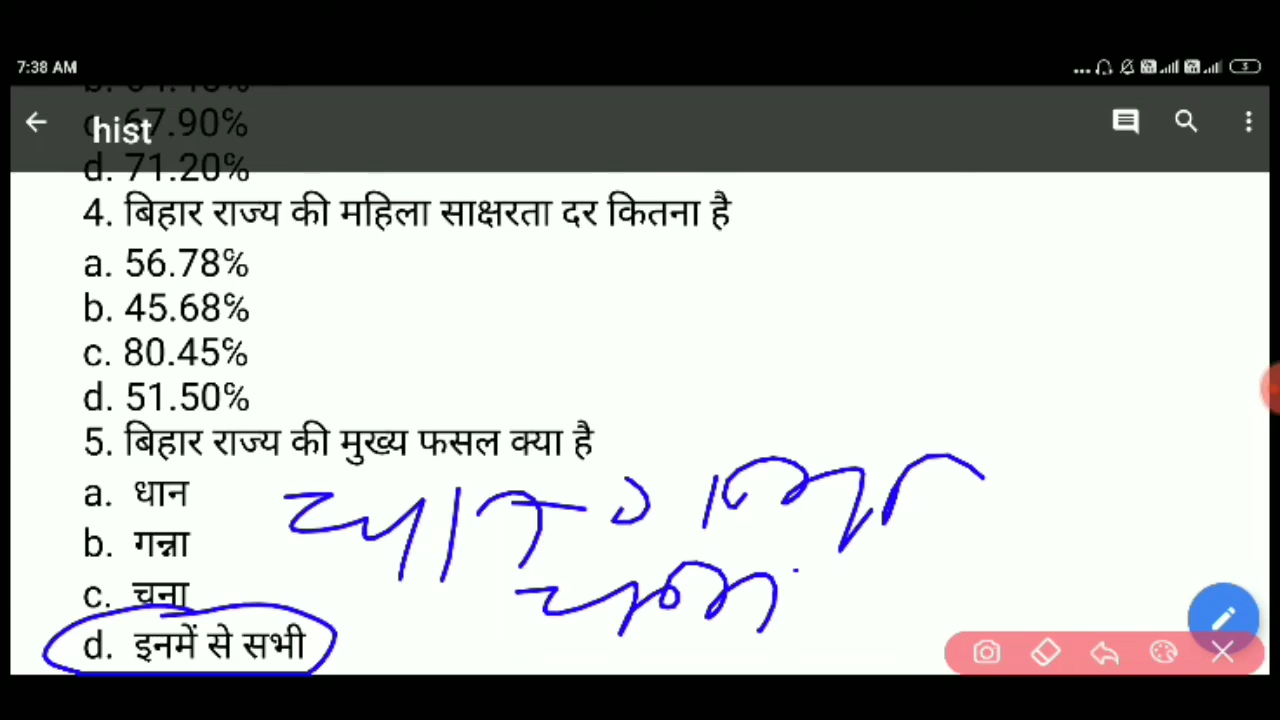 7:38 AM
hist
c. 67.90%
d. 71.20%
4. बिहार राज्य की महिला साक्षरता दर कितना है
a. 56.78%
b. 45.68%
c. 80.45%
d. 51.50%
5. बिहार राज्य की मुख्य फसल क्या है
a. धान
b. गन्ना
c. चना
d. इनमें से सभी